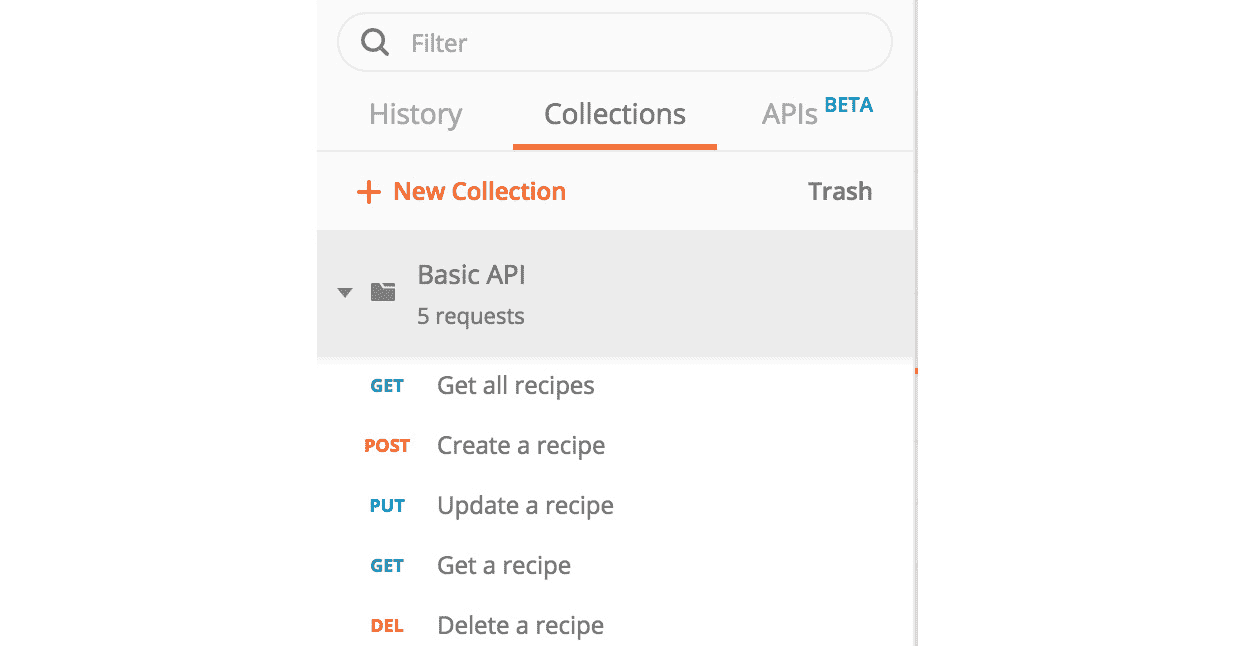 Filter
History Collections APIs BETA
New Collection Trash
Basic API
5 requests
GET Get all recipes
POST Create a recipe
PUT Update a recipe
GET Get a recipe
DEL Delete a recipe